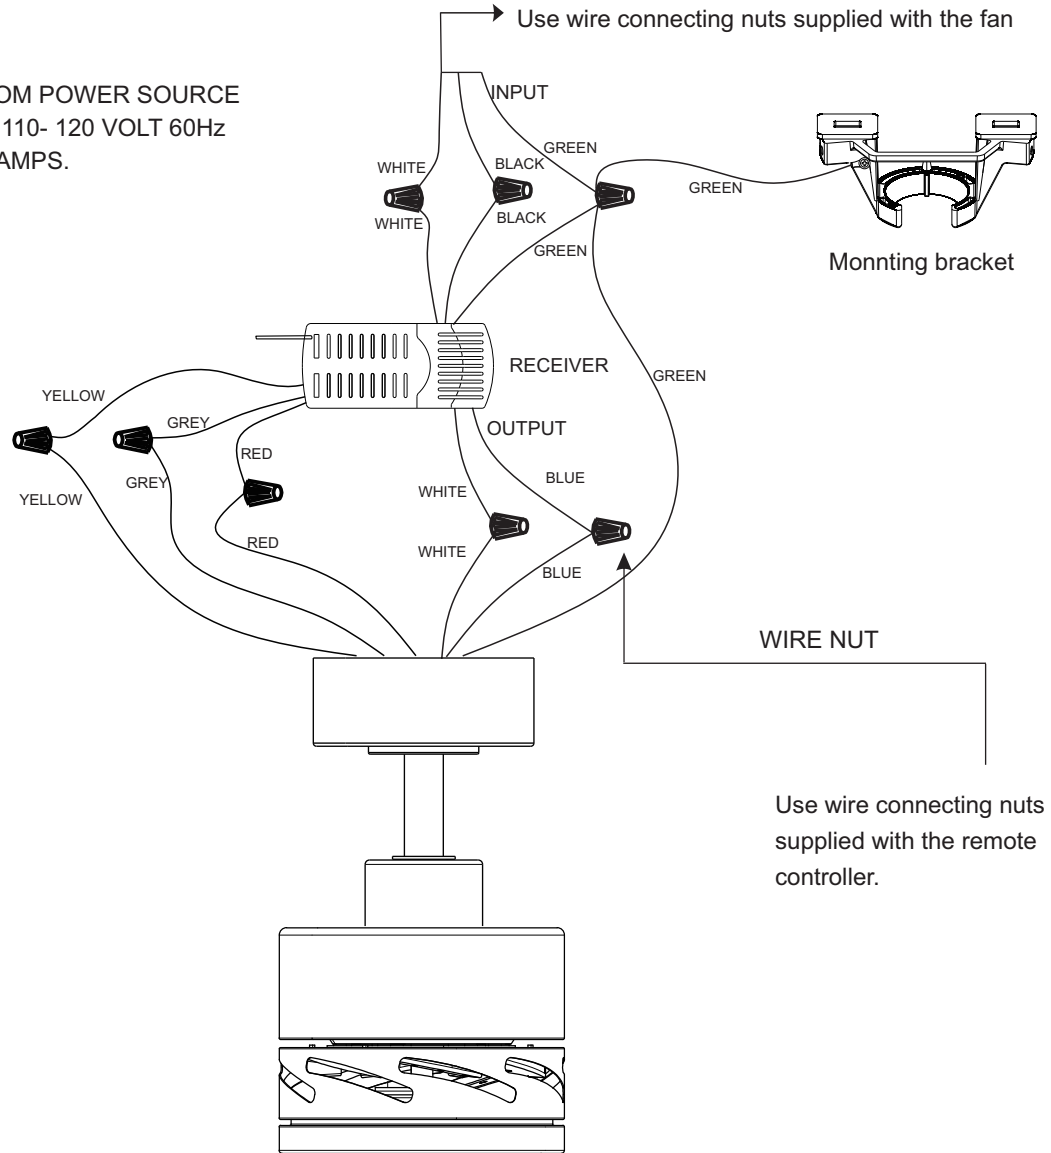 Use wire connecting nuts supplied with the fan
OM POWER SOURCE
110- 120 VOLT 60Hz
AMPS.
INPUT
WHITE
BLACK
GREEN
GREEN
WHITE
BLACK
GREEN
Monnting bracket
RECEIVER
GREEN
YELLOW
GREY
OUTPUT
RED
GREY
YELLOW
WHITE
BLUE
RED
WHITE
BLUE
WIRE NUT
Use wire connecting nuts
supplied with the remote
controller.